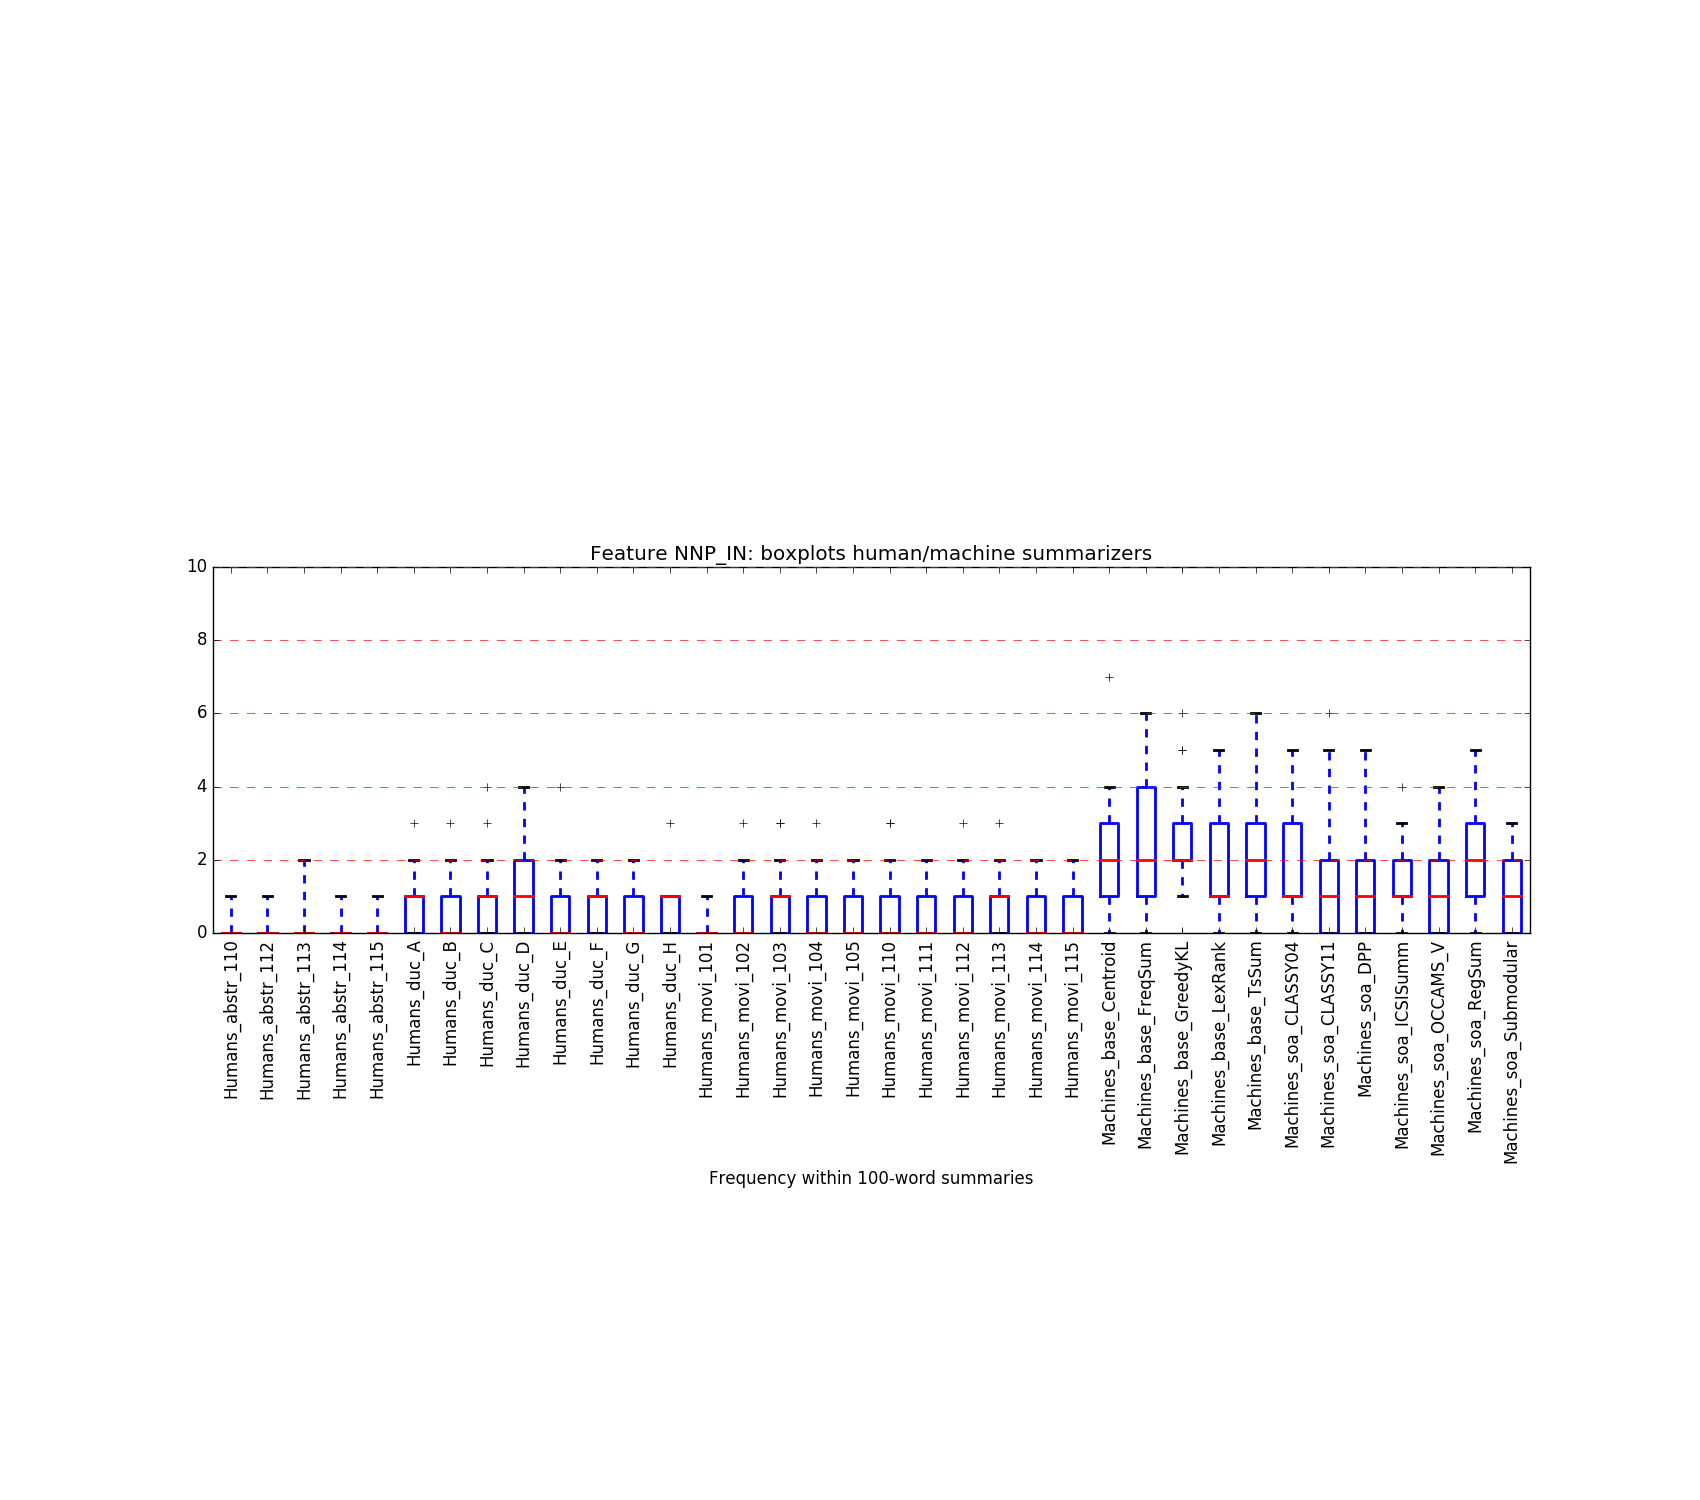 Feature NNP_IN: boxplots human/machine summarizers
10
8
6
4
2
0
Humans_abstr_110
Humans_abstr_112
Humans_abstr_113
Humans_abstr_114
Humans_abstr_115
Humans_duc_A
Humans_duc_B
Humans_duc_C
Humans_duc_D
Humans_duc_E
Humans_duc_F
Humans_duc_G
Humans_duc_H
Humans_movi_101
Humans_movi_102
Humans_movi_103
Humans_movi_104
Humans_movi_105
Humans_movi_110
Humans_movi_111
Humans_movi_112
Humans_movi_113
Humans_movi_114
Humans_movi_115
Machines_base_Centroid
Machines_base_FreqSum
Machines_base_GreedyKL
Machines_base_LexRank
Machines_base_TsSum
Machines_soa_CLASSY04
Machines_soa_CLASSY11
Machines_soa_DPP
Machines_soa_ICSISumm
Machines_soa_OCCAMS_V
Machines_soa_RegSum
Machines_soa_Submodular
Frequency within 100-word summaries